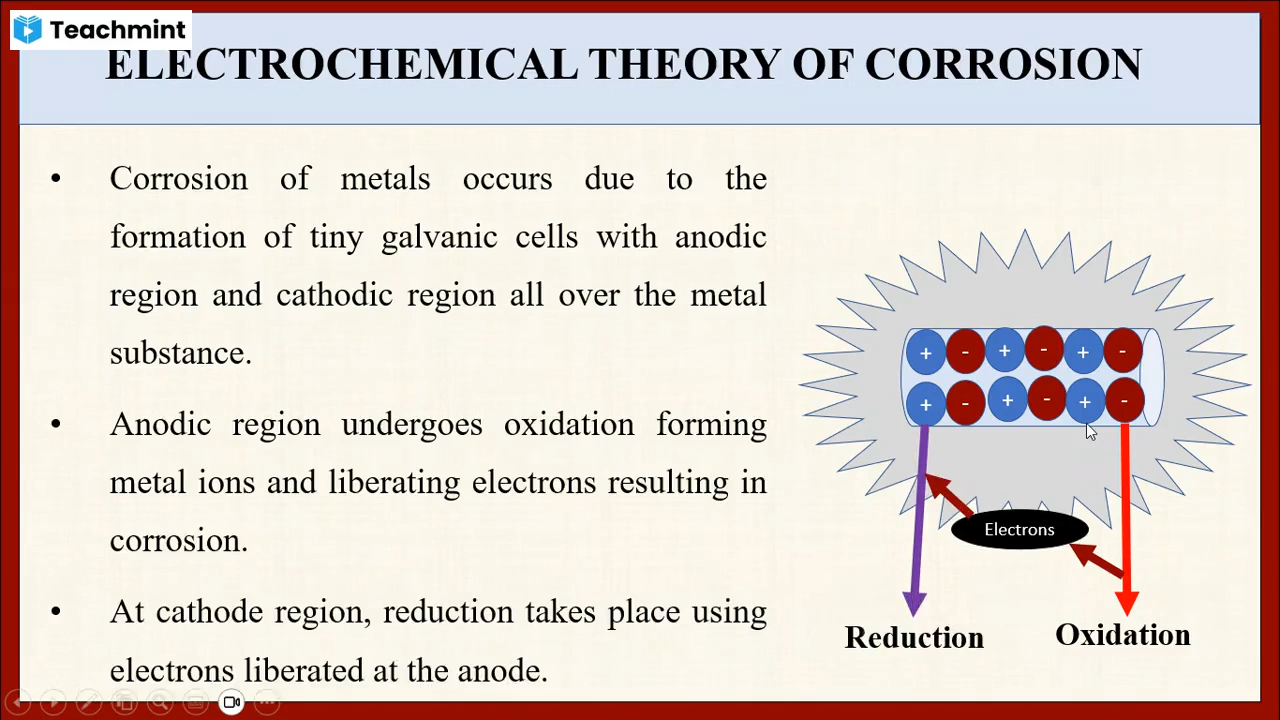 Teachmint
ELECTROCHEMICAL THEORY OF CORROSION
• Corrosion of metals occurs due to the
formation of tiny galvanic cells with anodic
region and cathodic region all over the metal
substance.
• Anodic region undergoes oxidation forming
metal ions and liberating electrons resulting in
corrosion.
• At cathode region, reduction takes place using
electrons liberated at the anode.
+ - + - + -
+ - + - + -
Electrons
Reduction
Oxidation